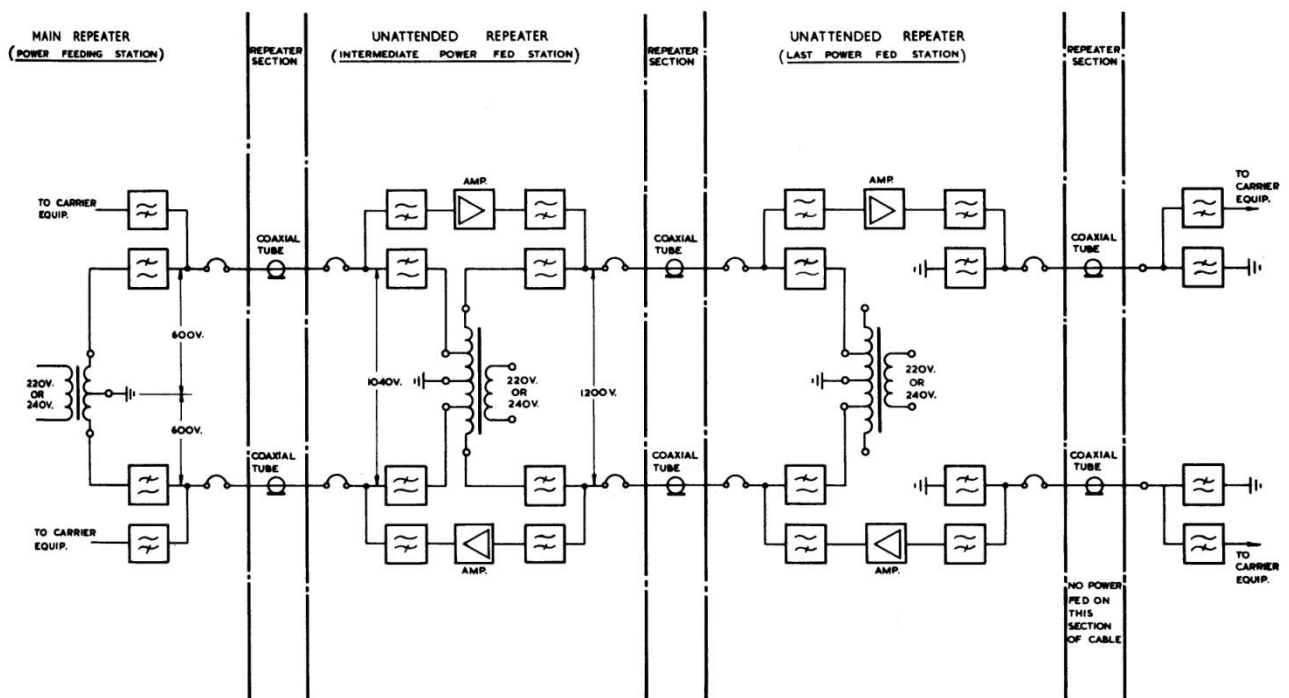 MAIN REPEATER
(POWER FEEDING STATION)
REPEATER
SECTION
UNATTENDED REPEATER
(INTERMEDIATE POWER FED STATION)
REPEATER
SECTION
UNATTENDED REPEATER
(LAST POWER FED STATION)
REPEATER
SECTION
TO CARRIER
EQUIP.
AMP.
AMP.
TO
CARRIER
EQUIP.
COAXIAL
TUBE
COAXIAL
TUBE
COAXIAL
TUBE
600V.
600V.
220V.
OR
240V.
1040V.
220V.
OR
240V.
1200V.
220V.
OR
240V.
COAXIAL
TUBE
COAXIAL
TUBE
COAXIAL
TUBE
TO CARRIER
EQUIP.
AMP.
AMP.
TO
CARRIER
EQUIP.
NO POWER
FED ON
THIS
SECTION
OF CABLE